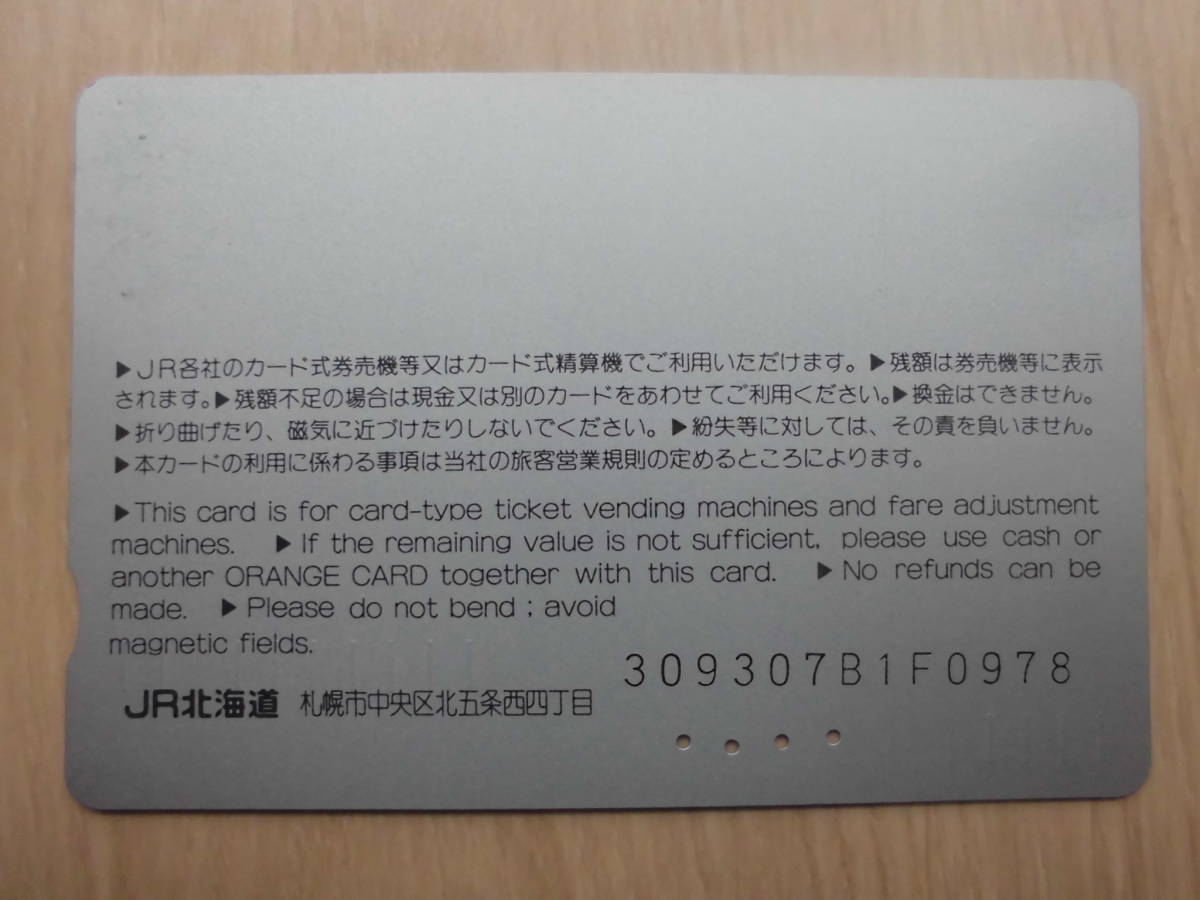 ▶JR各社のカード式券売機等又はカード式精算機でご利用いただけます。▶残額は券売機等に表示
されます。▶残額不足の場合は現金又は別のカードをあわせてご利用ください。▶換金はできません。
▶折り曲げたり、磁気に近づけたりしないでください。▶紛失等に対しては、その責を負いません。
▶本カードの利用に係わる事項は当社の旅客営業規則の定めるところによります。
▶This card is for card-type ticket vending machines and fare adjustment
machines. ▶If the remaining value is not sufficient, please use cash or
another ORANGE CARD together with this card. ▶No refunds can be
made. ▶Please do not bend ; avoid
magnetic fields.
309307B1F0978
JR北海道 札幌市中央区北五条西四丁目